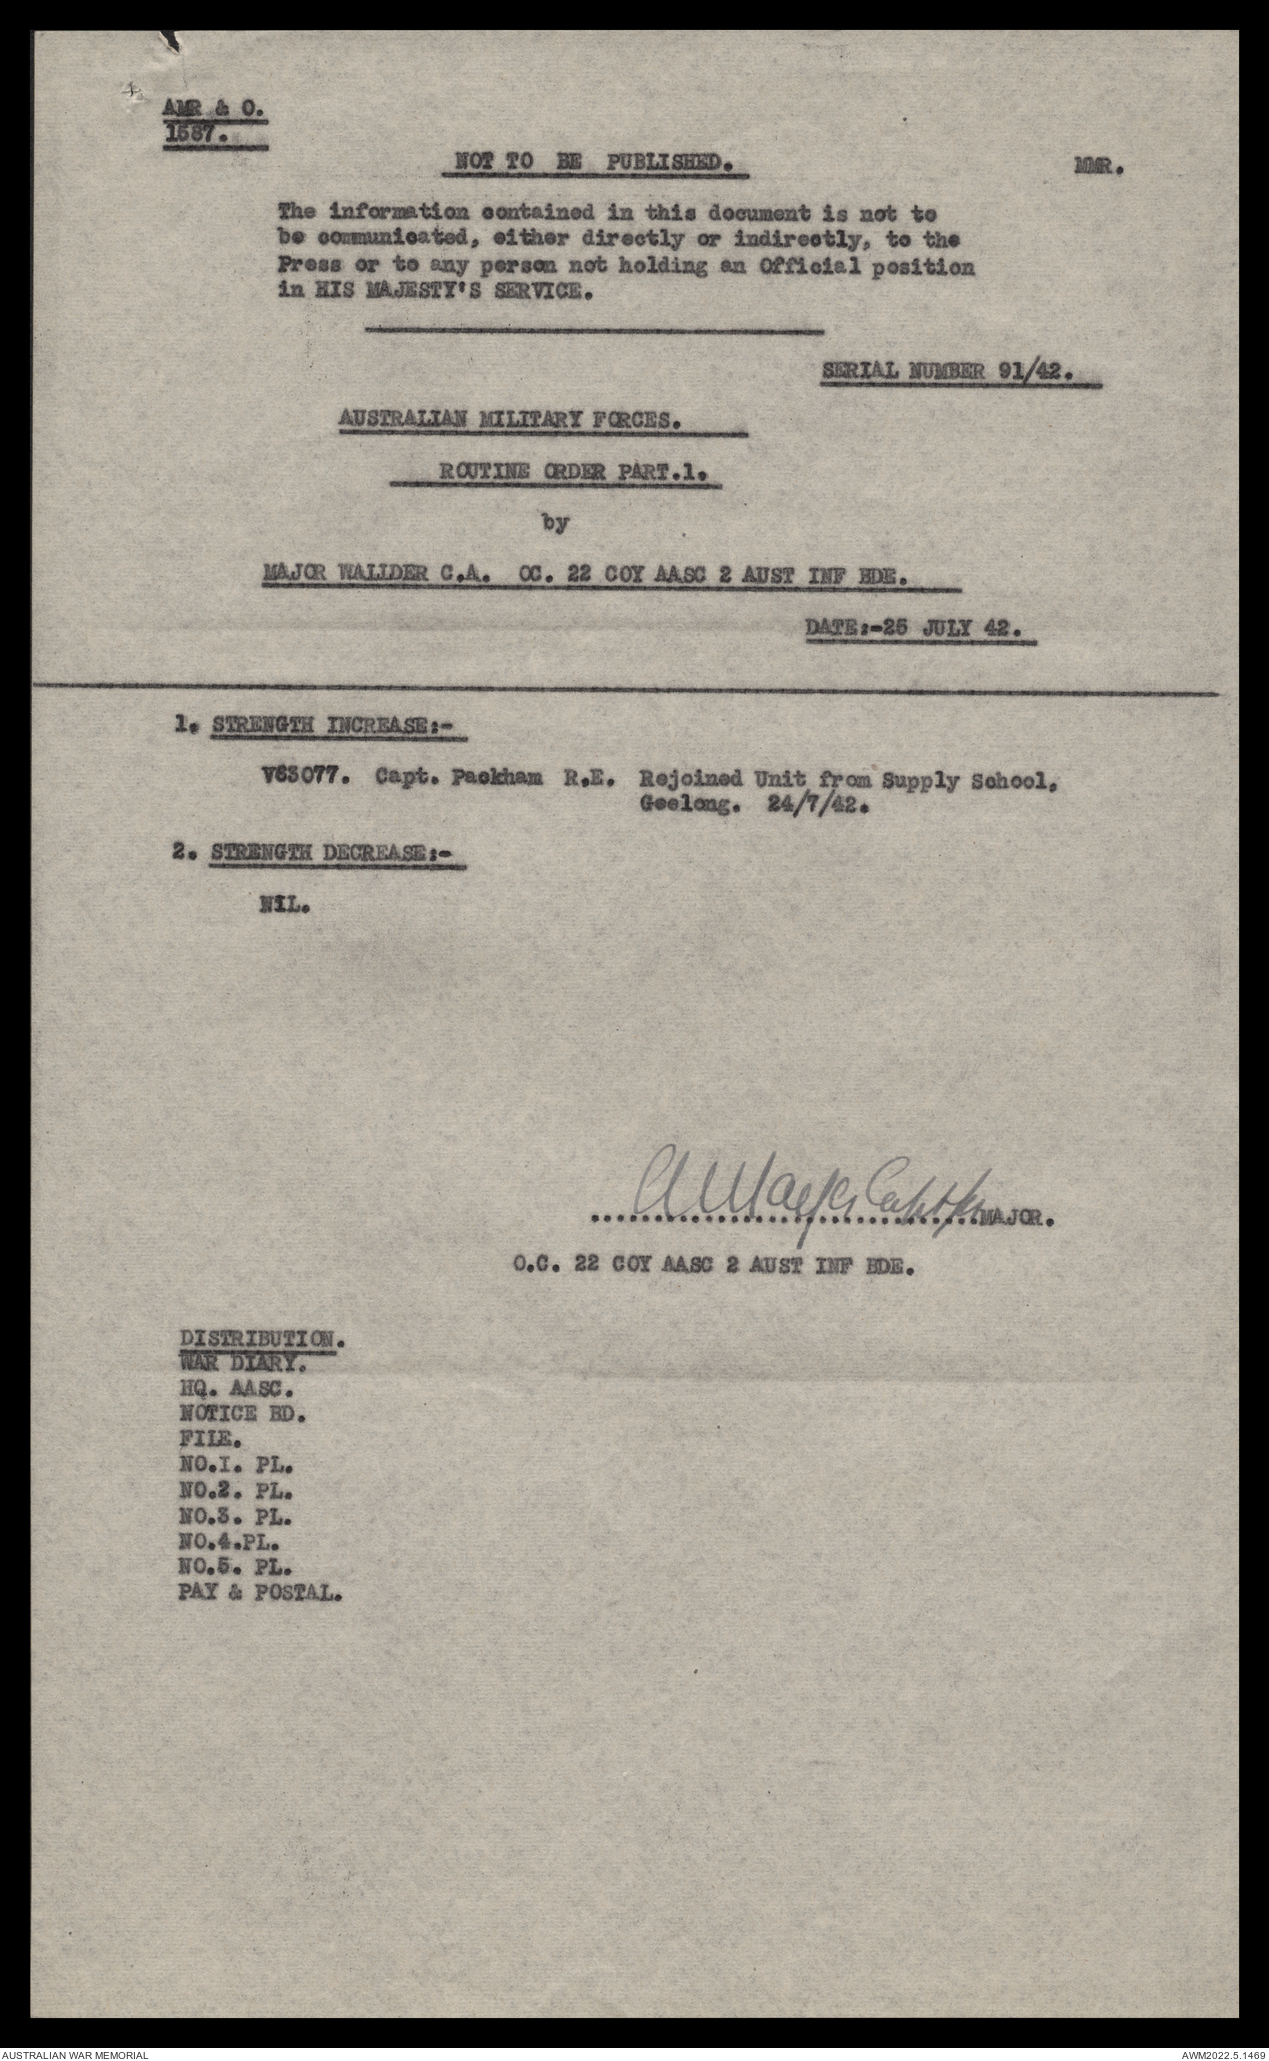 AMR & O.
1587.
NOT TO BE PUBLISHED.
MMR.
The information contained in this document is not to
be communicated, either directly or indirectly, to the
Press or to any person not holding an Official position
in HIS MAJESTY'S SERVICE.
SERIAL NUMBER 91/42.
AUSTRALIAN MILITARY FORCES.
ROUTINE ORDER PART.1.
by
MAJOR WALLDER C.A. OC. 22 COY AASC 2 AUST INF BDE.
DATE:-25 JULY 42.
1. STRENGTH INCREASE:-
V63077. Capt. Packham R.E. Rejoined Unit from Supply School,
Geelong. 24/7/42.
2. STRENGTH DECREASE:-
NIL.
MAJOR.
O.C. 22 COY AASC 2 AUST INF BDE.
DISTRIBUTION.
WAR DIARY.
HQ. AASC.
NOTICE BD.
FILE.
NO.1. PL.
NO.2. PL.
NO.3. PL.
NO.4.PL.
NO.5. PL.
PAY & POSTAL.
AUSTRALIAN WAR MEMORIAL
AWM2022.5.1469